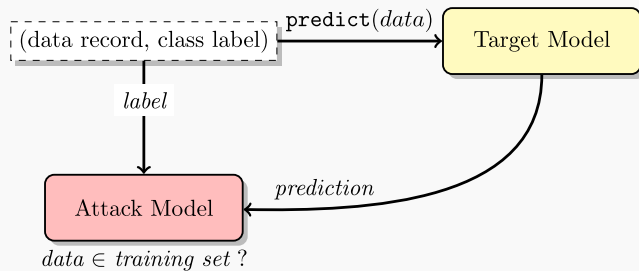 (data record, class label)
predict(data)
Target Model
label
prediction
Attack Model
data ∈ training set ?